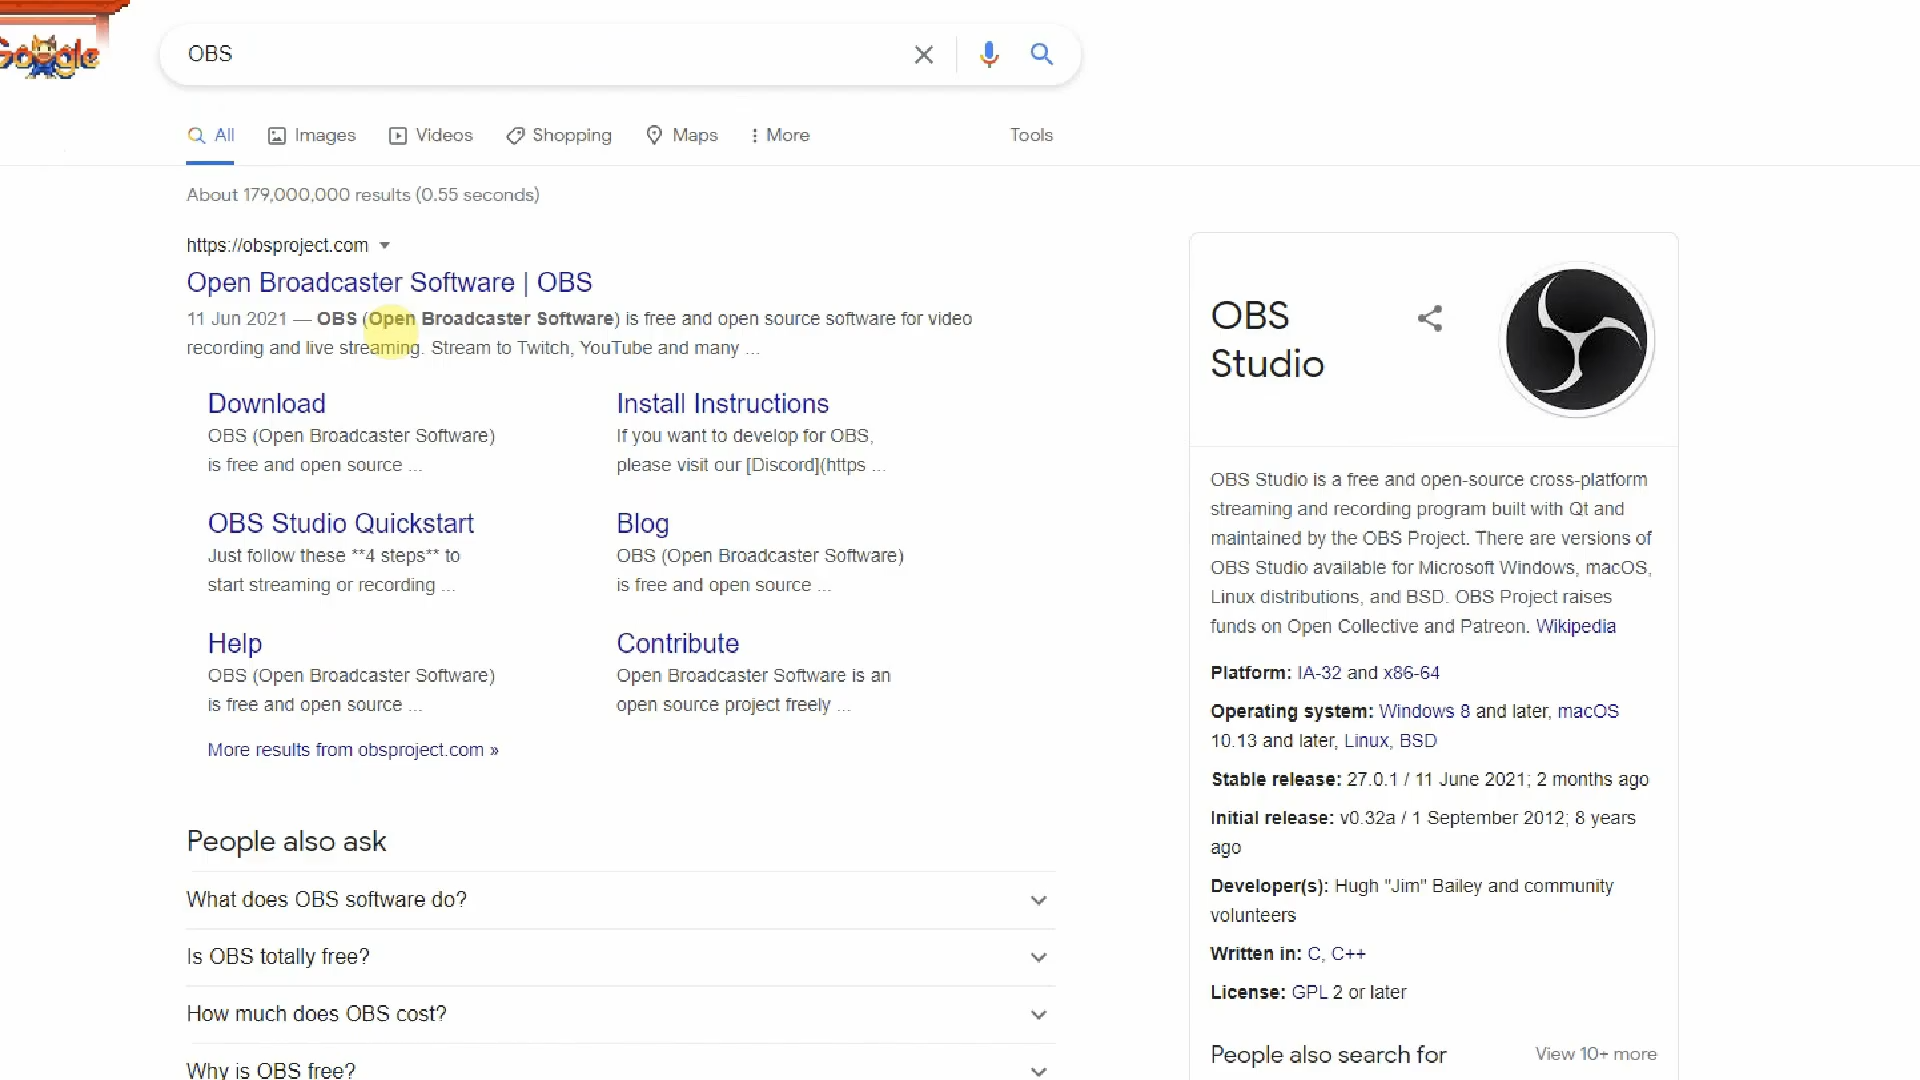 Google
OBS
All
Images
Videos
Shopping
Maps
More
Tools
About 179,000,000 results (0.55 seconds)
https://obsproject.com
Open Broadcaster Software | OBS
11 Jun 2021 — OBS (Open Broadcaster Software) is free and open source software for video
recording and live streaming. Stream to Twitch, YouTube and many ...
Download
OBS (Open Broadcaster Software)
is free and open source ...
Install Instructions
If you want to develop for OBS,
please visit our [Discord](https ...
OBS Studio Quickstart
Just follow these **4 steps** to
start streaming or recording ...
Blog
OBS (Open Broadcaster Software)
is free and open source ...
Help
OBS (Open Broadcaster Software)
is free and open source ...
Contribute
Open Broadcaster Software is an
open source project freely ...
More results from obsproject.com »
People also ask
What does OBS software do?
Is OBS totally free?
How much does OBS cost?
Why is OBS free?
OBS
Studio
OBS Studio is a free and open-source cross-platform
streaming and recording program built with Qt and
maintained by the OBS Project. There are versions of
OBS Studio available for Microsoft Windows, macOS,
Linux distributions, and BSD. OBS Project raises
funds on Open Collective and Patreon. Wikipedia
Platform: IA-32 and x86-64
Operating system: Windows 8 and later, macOS
10.13 and later, Linux, BSD
Stable release: 27.0.1 / 11 June 2021; 2 months ago
Initial release: v0.32a / 1 September 2012; 8 years
ago
Developer(s): Hugh "Jim" Bailey and community
volunteers
Written in: C, C++
License: GPL 2 or later
People also search for
View 10+ more